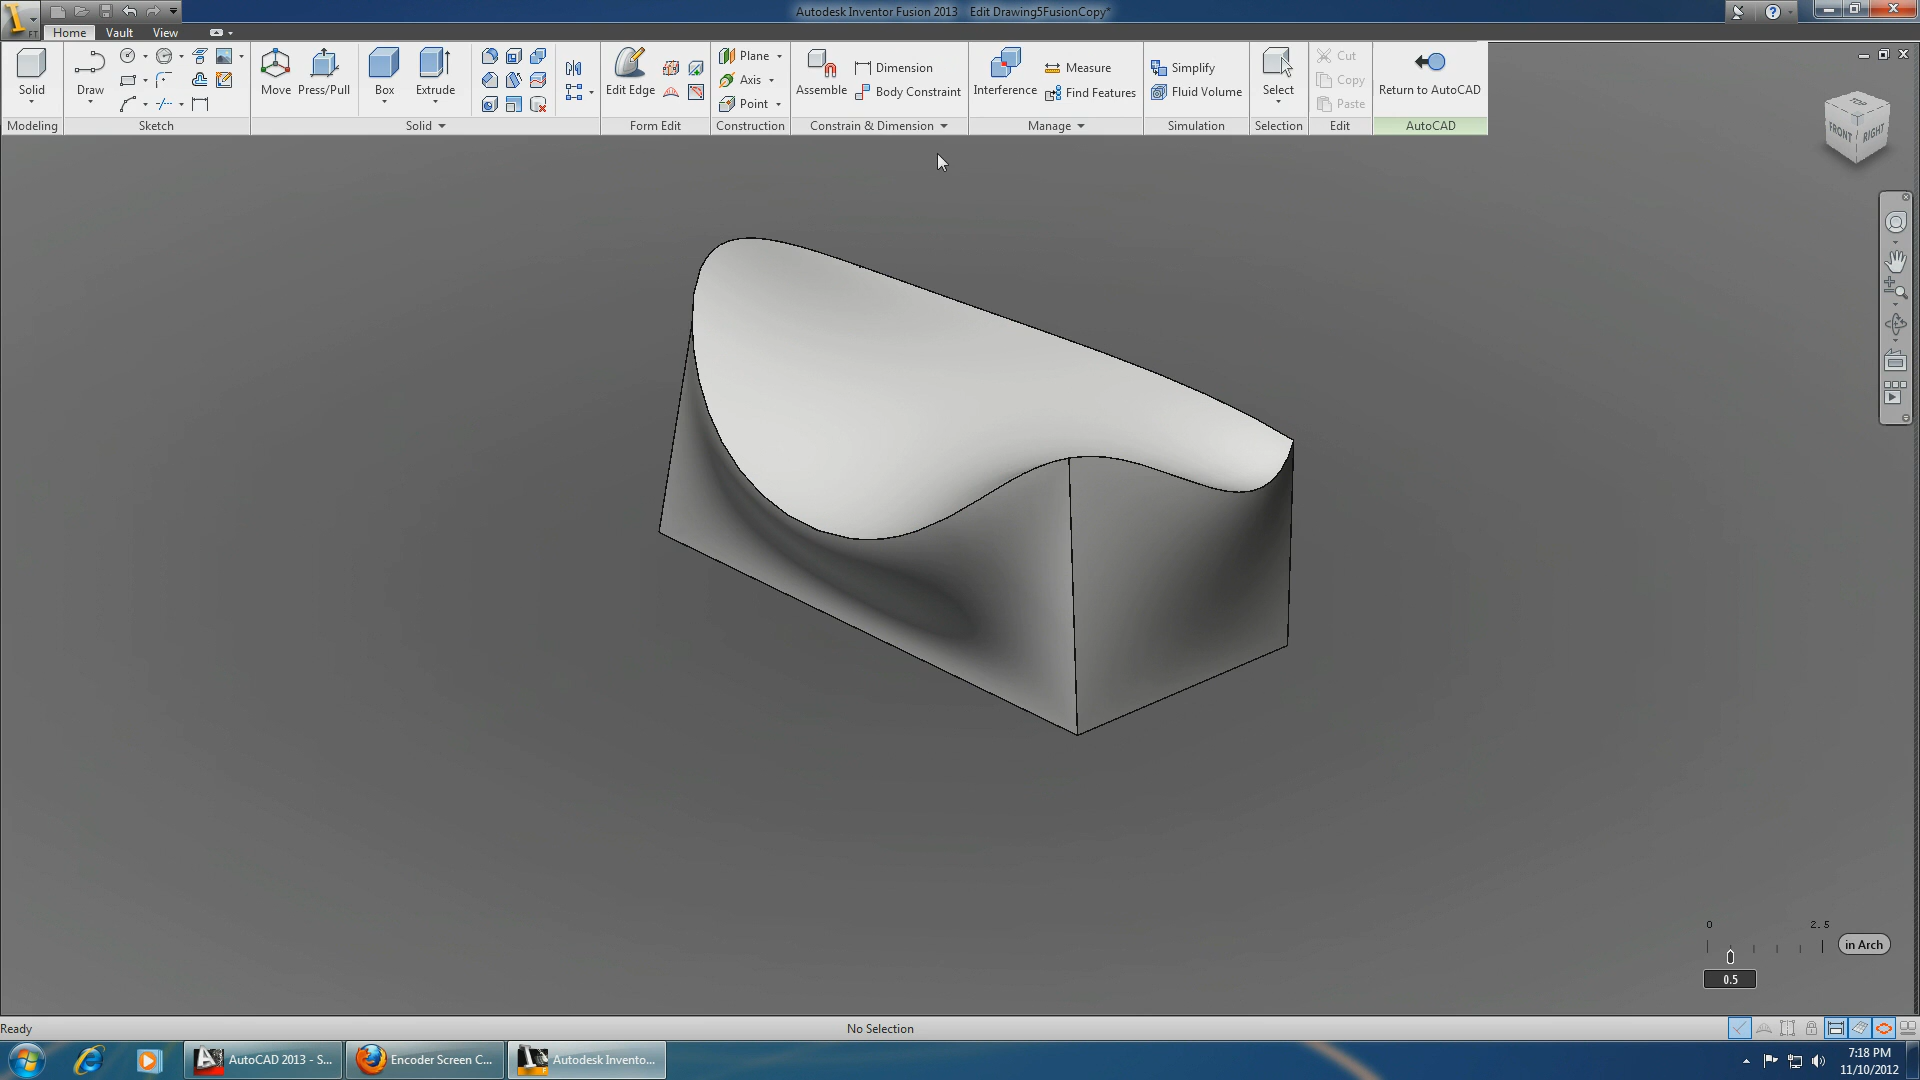 Autodesk Inventor Fusion 2013 Edit Drawing5FusionCopy*
FT
Home Vault View
Solid
Draw
Move
Press/Pull
Box
Extrude
Edit Edge
Plane
Axis
Point
Assemble
Dimension
Body Constraint
Interference
Measure
Find Features
Simplify
Fluid Volume
Select
Cut
Copy
Paste
Return to AutoCAD
Modeling Sketch Solid Form Edit Construction Constrain & Dimension Manage Simulation Selection Edit AutoCAD
TOP
FRONT RIGHT
0 2.5
in Arch
0.5
Ready No Selection
AutoCAD 2013 - S... Encoder Screen C... Autodesk Invento...
7:18 PM
11/10/2012